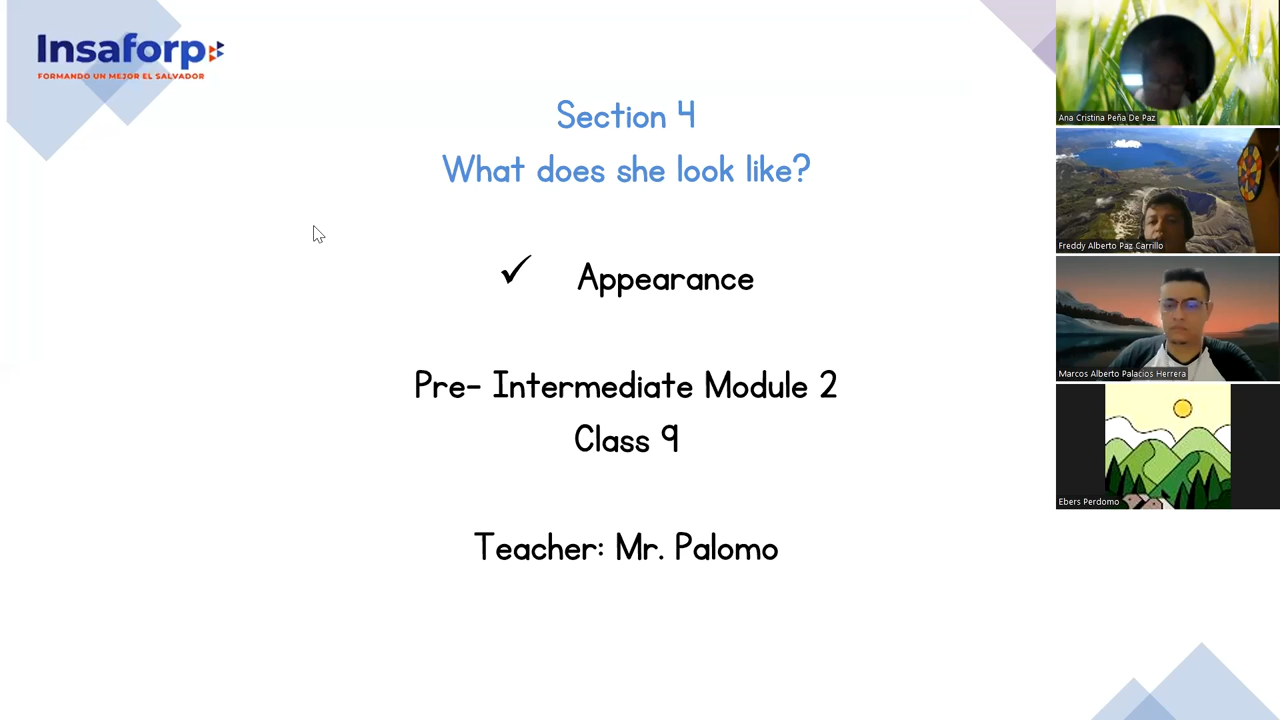 Insaforp
FORMANDO UN MEJOR EL SALVADOR
Section 4
What does she look like?
✓ Appearance
Pre- Intermediate Module 2
Class 9
Teacher: Mr. Palomo
Ana Cristina Peña De Paz
Freddy Alberto Paz Carrillo
Marcos Alberto Palacios Herrera
Ebers Perdomo